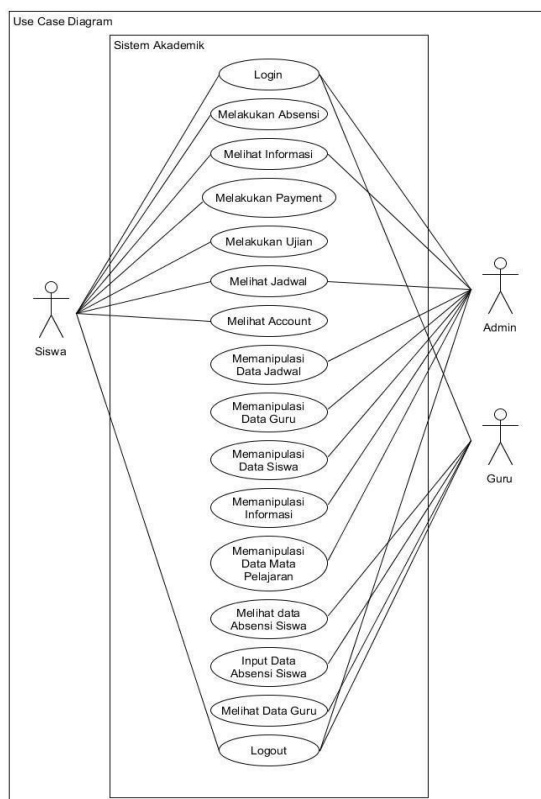 Use Case Diagram
Sistem Akademik
Login
Melakukan Absensi
Melihat Informasi
Melakukan Payment
Melakukan Ujian
Melihat Jadwal
Melihat Account
Siswa
Admin
Memanipulasi
Data Jadwal
Memanipulasi
Data Guru
Memanipulasi
Data Siswa
Guru
Memanipulasi
Informasi
Memanipulasi
Data Mata
Pelajaran
Melihat data
Absensi Siswa
Input Data
Absensi Siswa
Melihat Data Guru
Logout